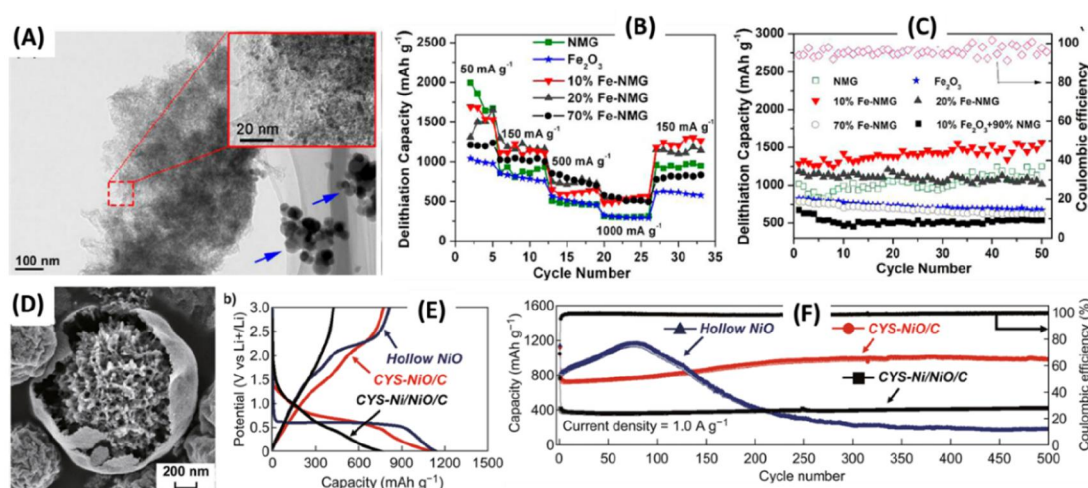 (A)
20 nm
100 nm
(B)
NMG
Fe₂O₃
10% Fe-NMG
20% Fe-NMG
70% Fe-NMG
50 mA g⁻¹
150 mA g⁻¹
500 mA g⁻¹
1000 mA g⁻¹
150 mA g⁻¹
Delithiation Capacity (mAh g⁻¹)
2500
2000
1500
1000
500
0
0 5 10 15 20 25 30 35
Cycle Number
(C)
NMG Fe₂O₃
10% Fe-NMG 20% Fe-NMG
70% Fe-NMG 10% Fe₂O₃+90% NMG
Delithiation Capacity (mAh g⁻¹)
3000
2500
2000
1500
1000
500
100
80
60
40
20
0
Coulombic efficiency
0 10 20 30 40 50
Cycle Number
(D)
200 nm
b)
(E)
Hollow NiO
CYS-NiO/C
CYS-Ni/NiO/C
Potential (V vs Li+/Li)
3.0
2.5
2.0
1.5
1.0
0.5
0.0
0 300 600 900 1200 1500
Capacity (mAh g⁻¹)
(F)
Hollow NiO
CYS-NiO/C
CYS-Ni/NiO/C
Current density = 1.0 A g⁻¹
Capacity (mAh g⁻¹)
1600
1200
800
400
0
100
80
60
40
20
0
Coulombic efficiency (%)
0 50 100 150 200 250 300 350 400 450 500
Cycle number